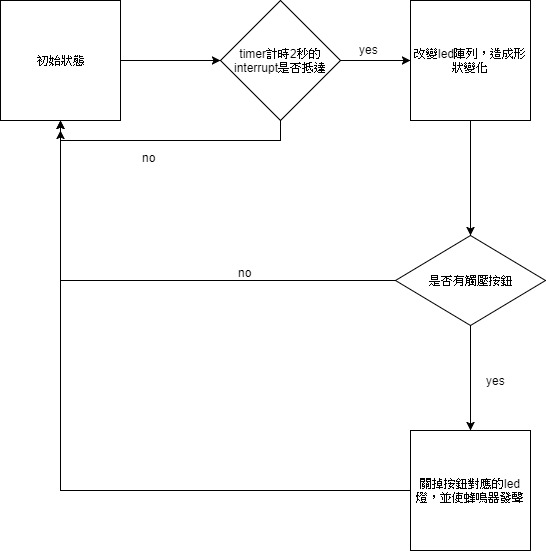 初始狀態
timer計時2秒的
interrupt是否抵達
yes
改變led陣列，造成形
狀變化
no
no
是否有觸壓按鈕
yes
關掉按鈕對應的led
燈，並使蜂鳴器發聲